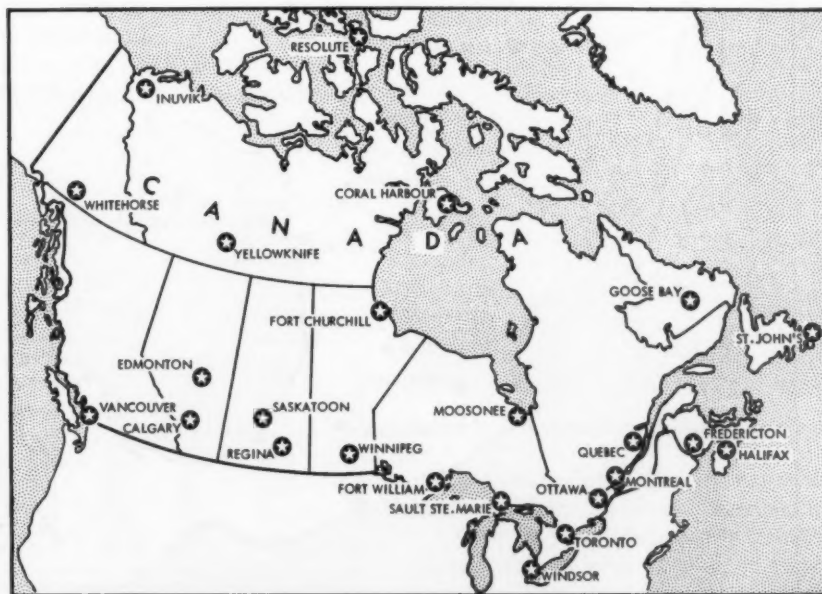 RESOLUTE
INUVIK
CORAL HARBOUR
WHITEHORSE
CANADA
YELLOWKNIFE
GOOSE BAY
FORT CHURCHILL
ST. JOHN'S
EDMONTON
VANCOUVER
SASKATOON
MOOSONEE
CALGARY
QUEBEC
FREDERICTON
REGINA
WINNIPEG
HALIFAX
FORT WILLIAM
MONTREAL
OTTAWA
SAULT STE. MARIE
TORONTO
WINDSOR